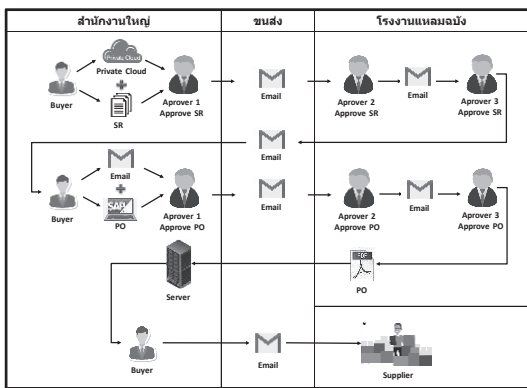 สำนักงานใหญ่
ขนส่ง
โรงงานแหลมฉบัง
Private Cloud
Private Cloud
Buyer
SR
Aprover 1
Approve SR
Email
Aprover 2
Approve SR
Email
Aprover 3
Approve SR
Email
Buyer
Email
SAP
PO
Aprover 1
Approve PO
Email
Aprover 2
Approve PO
Email
Aprover 3
Approve PO
Server
PDF
PO
Buyer
Email
Supplier